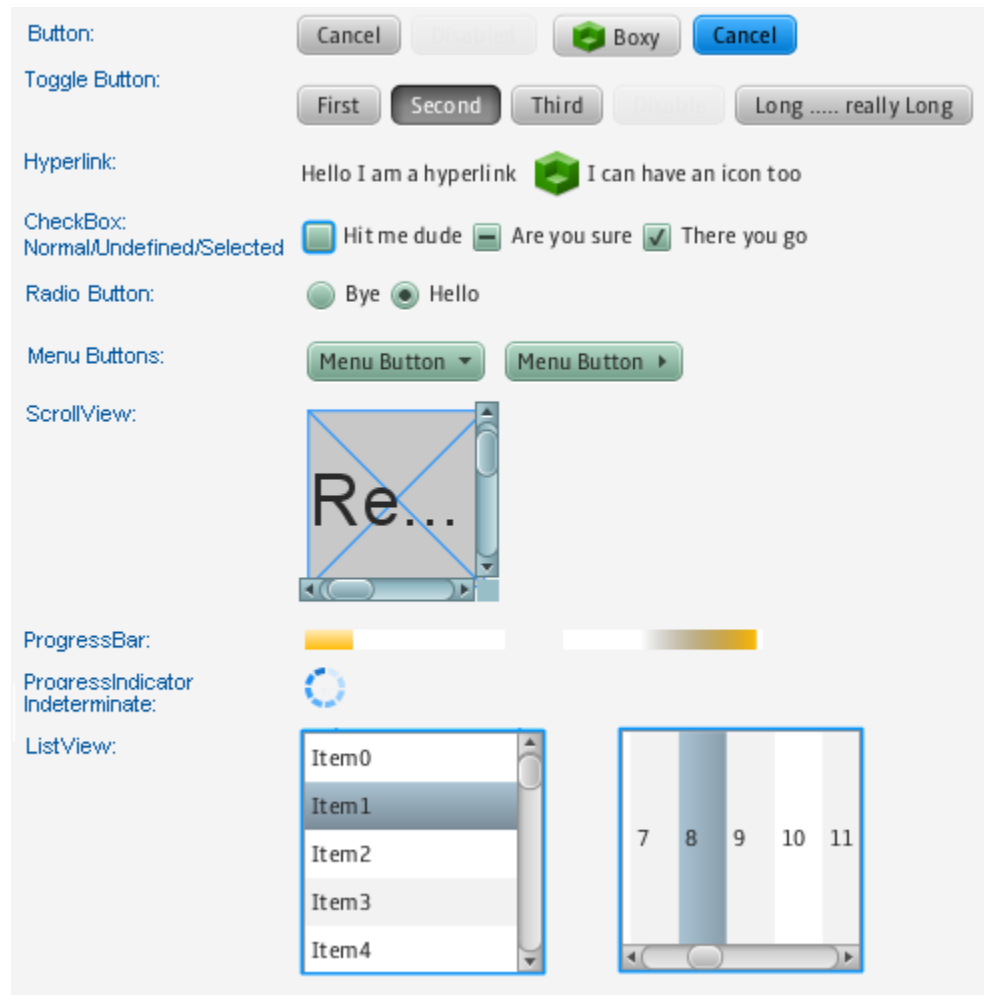 Button:
Cancel Disabled Boxy Cancel
Toggle Button:
First Second Third Disable Long ..... really Long
Hyperlink:
Hello I am a hyperlink I can have an icon too
CheckBox:
Normal/Undefined/Selected
Hit me dude Are you sure There you go
Radio Button:
Bye Hello
Menu Buttons:
Menu Button Menu Button
ScrollView:
Re...
ProgressBar:
ProgressIndicator
Indeterminate:
ListView:
Item0
Item1
Item2
Item3
Item4
7 8 9 10 11